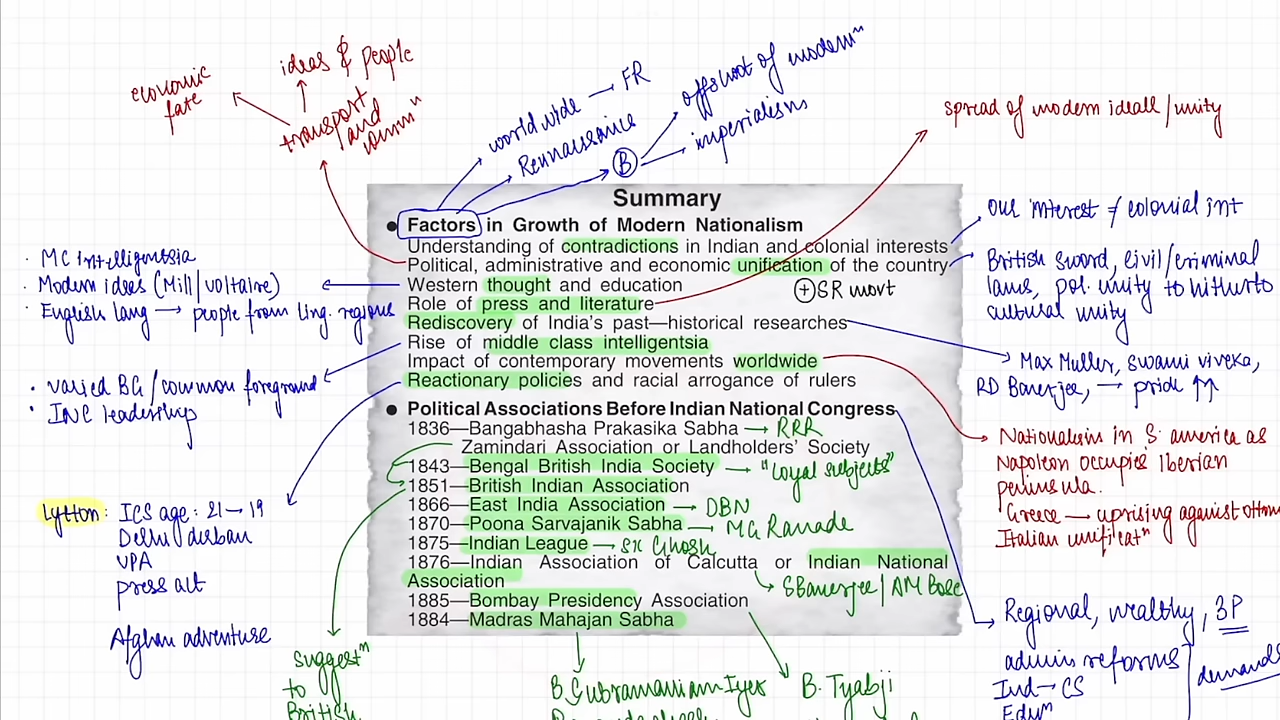 economic
fate
ideas & people
transport
and
commⁿ
worldwide — FR
Rennaissance
B
offshoot of modernⁿ
imperialism
spread of modern ideall/unity
Summary
● Factors in Growth of Modern Nationalism
Understanding of contradictions in Indian and colonial interests
Political, administrative and economic unification of the country
Western thought and education
+ SR movt
Role of press and literature
Rediscovery of India's past—historical researches
Rise of middle class intelligentsia
Impact of contemporary movements worldwide
Reactionary policies and racial arrogance of rulers
● Political Associations Before Indian National Congress
1836—Bangabhasha Prakasika Sabha → RRR
Zamindari Association or Landholders' Society
1843—Bengal British India Society → "loyal subjects"
1851—British Indian Association
1866—East India Association → DBN
1870—Poona Sarvajanik Sabha → MG Ranade
1875—Indian League → SK Ghosh
1876—Indian Association of Calcutta or Indian National
Association
SBanerjee/AM Bose
1885—Bombay Presidency Association
1884—Madras Mahajan Sabha
· MC intelligentsia
· Modern ideas (Mill/voltaire)
· English lang → people from ling. regions
· varied BG/common foreground
· INC leadership
Lytton: ICS age: 21→19
Delhi durbar
VPA
press act
Afghan adventure
our interest ≠ colonial int
British sword, civil/criminal
laws, pol. unity to hitherto
cultural unity
Max Muller, swami viveka,
RD Banerjee, → pride ↑↑
Nationalism in S. america as
Napoleon occupies Iberian
peninsula.
Greece → uprising against
Italian unificatⁿ
Regional, wealthy, 3P
admin reforms
Ind→CS
Eduⁿ
demands
suggestⁿ
to
British
B. Subramaniam Iyer
B. Tyabji